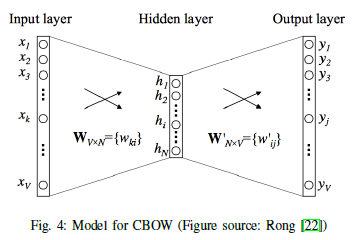 Input layer Hidden layer Output layer
x1
x2
x3
xk
xV
W V×N={wki}
h1
h2
hi
hN
W' N×V={w'ij}
y1
y2
y3
yj
yV
Fig. 4: Model for CBOW (Figure source: Rong [22])